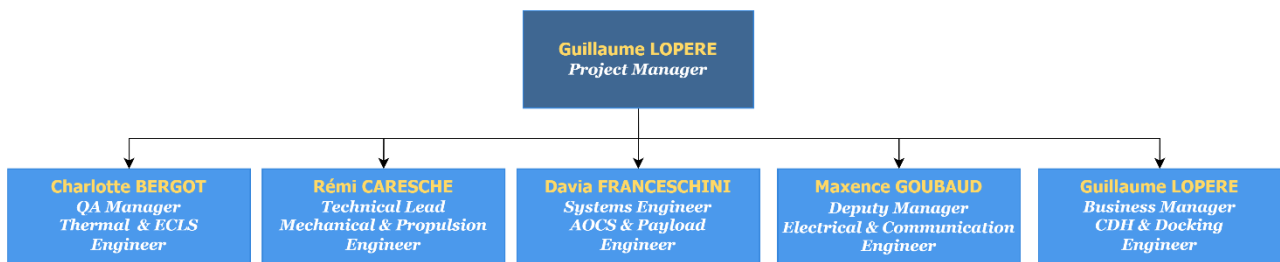 Guillaume LOPERE
Project Manager
Charlotte BERGOT
QA Manager
Thermal & ECLS
Engineer
Rémi CARESCHE
Technical Lead
Mechanical & Propulsion
Engineer
Davia FRANCESCHINI
Systems Engineer
AOCS & Payload
Engineer
Maxence GOUBAUD
Deputy Manager
Electrical & Communication
Engineer
Guillaume LOPERE
Business Manager
CDH & Docking
Engineer